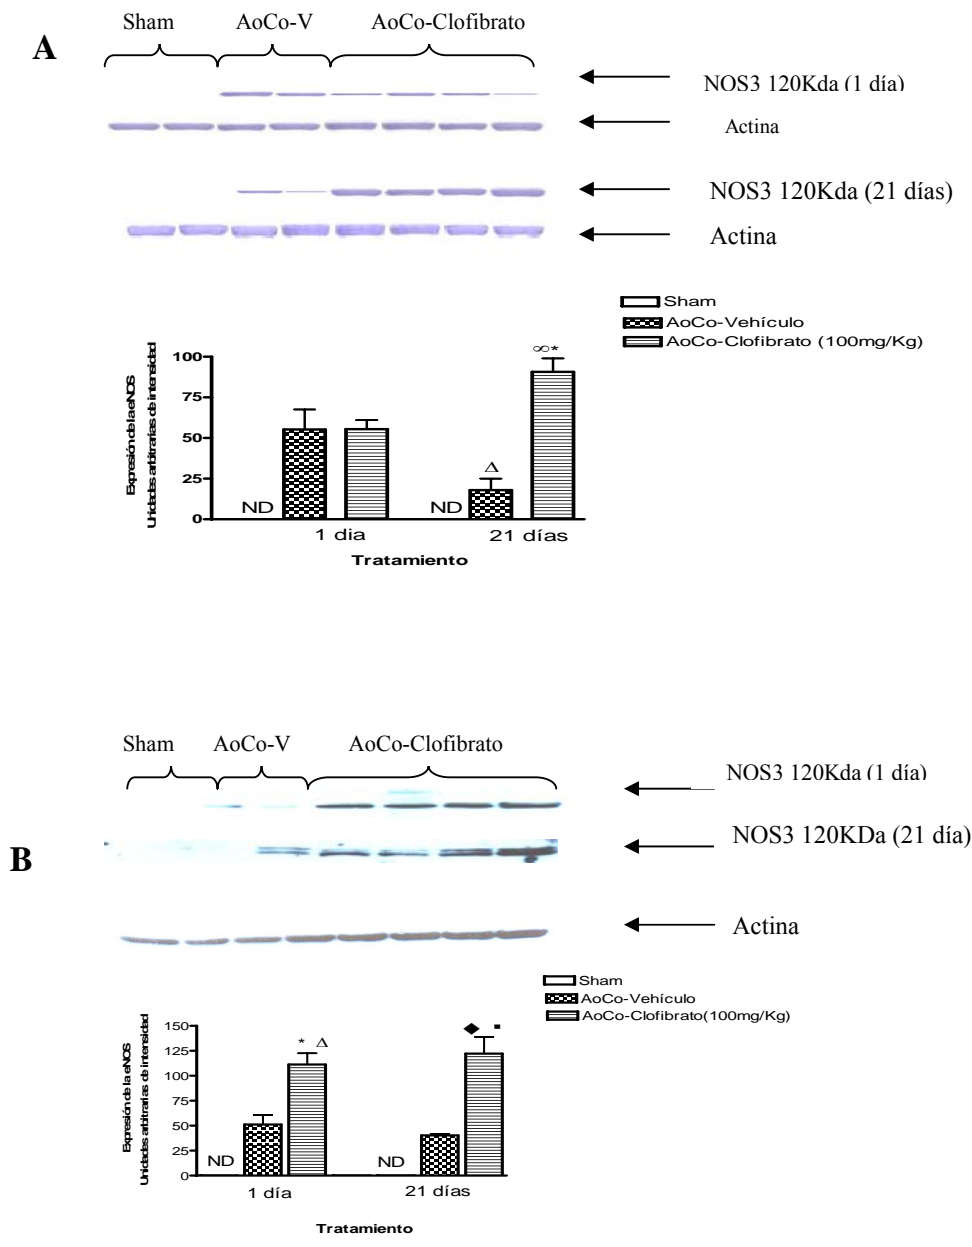 Sham AoCo-V AoCo-Clofibrato
A
NOS3 120Kda (1 día)
Actina
NOS3 120Kda (21 días)
Actina
Sham
AoCo-Vehículo
AoCo-Clofibrato (100mg/Kg)
Expresión de la eNOS
Unidades arbitrarias de intensidad
100
75
50
25
0
∞*
Δ
ND ND
1 dia 21 días
Tratamiento
Sham AoCo-V AoCo-Clofibrato
NOS3 120Kda (1 día)
NOS3 120KDa (21 día)
B
Actina
Sham
AoCo-Vehículo
AoCo-Clofibrato(100mg/Kg)
Expresión de la eNOS
Unidades arbitrarias de intensidad
150
125
100
75
50
25
0
* Δ
◆ ▪
ND ND
1 día 21 días
Tratamiento